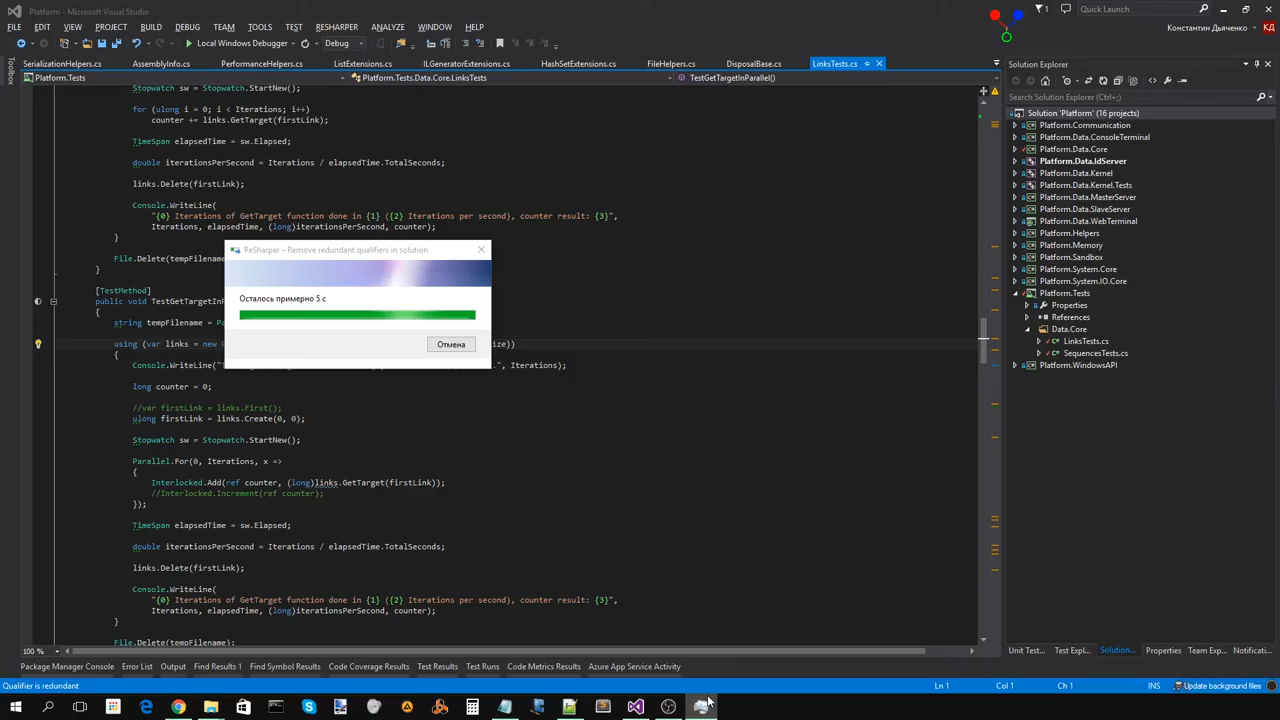 Platform - Microsoft Visual Studio
1
Quick Launch
FILE EDIT VIEW PROJECT BUILD DEBUG TEAM TOOLS TEST RESHARPER ANALYZE WINDOW HELP
Константин Дьяченко КД
Local Windows Debugger
Debug
SerializationHelpers.cs AssemblyInfo.cs PerformanceHelpers.cs ListExtensions.cs ILGeneratorExtensions.cs HashSetExtensions.cs FileHelpers.cs DisposalBase.cs LinksTests.cs
Toolbox
Platform.Tests
Platform.Tests.Data.Core.LinksTests
TestGetTargetInParallel()
Stopwatch sw = Stopwatch.StartNew();
for (ulong i = 0; i < Iterations; i++)
counter += links.GetTarget(firstLink);
TimeSpan elapsedTime = sw.Elapsed;
double iterationsPerSecond = Iterations / elapsedTime.TotalSeconds;
links.Delete(firstLink);
Console.WriteLine(
"{0} Iterations of GetTarget function done in {1} ({2} Iterations per second), counter result: {3}",
Iterations, elapsedTime, (long)iterationsPerSecond, counter);
}
File.Delete(tempFilena
}
[TestMethod]
public void TestGetTargetInP
{
string tempFilename = Pa
using (var links = new
ize))
{
Console.WriteLine("
.", Iterations);
long counter = 0;
//var firstLink = links.First();
ulong firstLink = links.Create(0, 0);
Stopwatch sw = Stopwatch.StartNew();
Parallel.For(0, Iterations, x =>
{
Interlocked.Add(ref counter, (long)links.GetTarget(firstLink));
//Interlocked.Increment(ref counter);
});
TimeSpan elapsedTime = sw.Elapsed;
double iterationsPerSecond = Iterations / elapsedTime.TotalSeconds;
links.Delete(firstLink);
Console.WriteLine(
"{0} Iterations of GetTarget function done in {1} ({2} Iterations per second), counter result: {3}",
Iterations, elapsedTime, (long)iterationsPerSecond, counter);
}
File.Delete(tempFilename);
ReSharper – Remove redundant qualifiers in solution
Осталось примерно 5 с
Отмена
Solution Explorer
Search Solution Explorer (Ctrl+;)
Solution 'Platform' (16 projects)
Platform.Communication
Platform.Data.ConsoleTerminal
Platform.Data.Core
Platform.Data.IdServer
Platform.Data.Kernel
Platform.Data.Kernel.Tests
Platform.Data.MasterServer
Platform.Data.SlaveServer
Platform.Data.WebTerminal
Platform.Helpers
Platform.Memory
Platform.Sandbox
Platform.System.Core
Platform.System.IO.Core
Platform.Tests
Properties
References
Data.Core
LinksTests.cs
SequencesTests.cs
Platform.WindowsAPI
100 %
Unit Test... Test Expl... Solution... Properties Team Exp... Notificati...
Package Manager Console Error List Output Find Results 1 Find Symbol Results Code Coverage Results Test Results Test Runs Code Metrics Results Azure App Service Activity
Qualifier is redundant
Ln 1 Col 1 Ch 1 INS Update background files